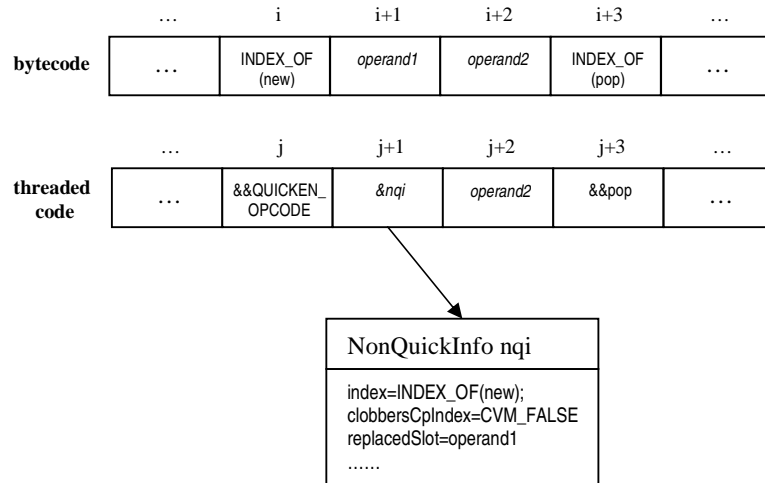 … i i+1 i+2 i+3 …
bytecode … INDEX_OF operand1 operand2 INDEX_OF …
(new) (pop)
… j j+1 j+2 j+3 …
threaded … &&QUICKEN_ &nqi operand2 &&pop …
code OPCODE
NonQuickInfo nqi
index=INDEX_OF(new);
clobbersCpIndex=CVM_FALSE
replacedSlot=operand1
……